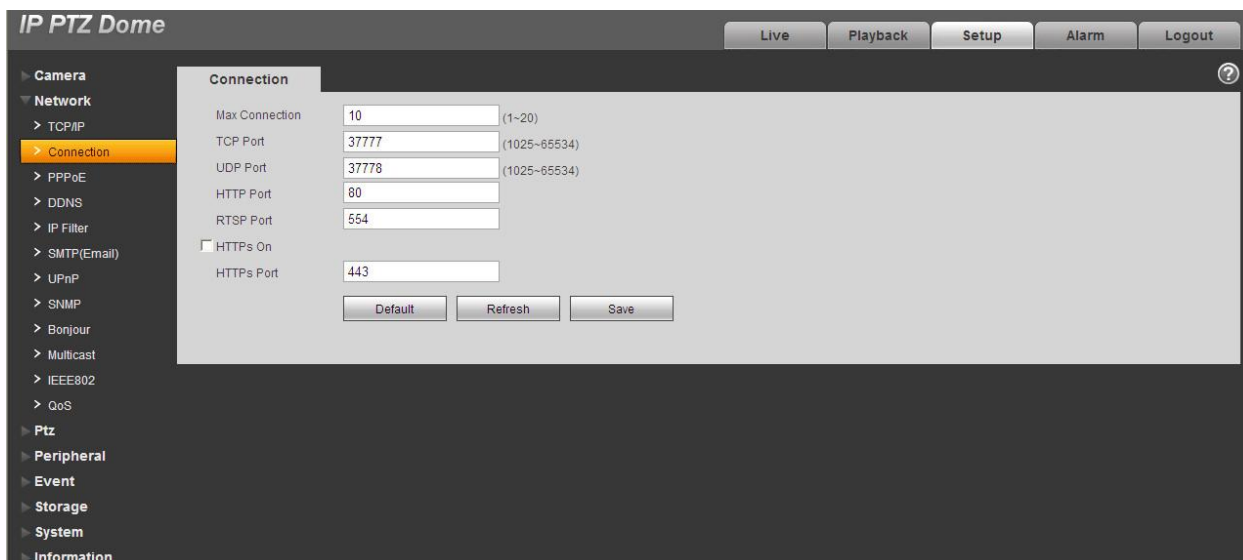 IP PTZ Dome
Live
Playback
Setup
Alarm
Logout
?
Camera
Network
> TCP/IP
> Connection
> PPPoE
> DDNS
> IP Filter
> SMTP(Email)
> UPnP
> SNMP
> Bonjour
> Multicast
> IEEE802
> QoS
Ptz
Peripheral
Event
Storage
System
Information
Connection
Max Connection 10 (1~20)
TCP Port 37777 (1025~65534)
UDP Port 37778 (1025~65534)
HTTP Port 80
RTSP Port 554
HTTPs On
HTTPs Port 443
Default Refresh Save